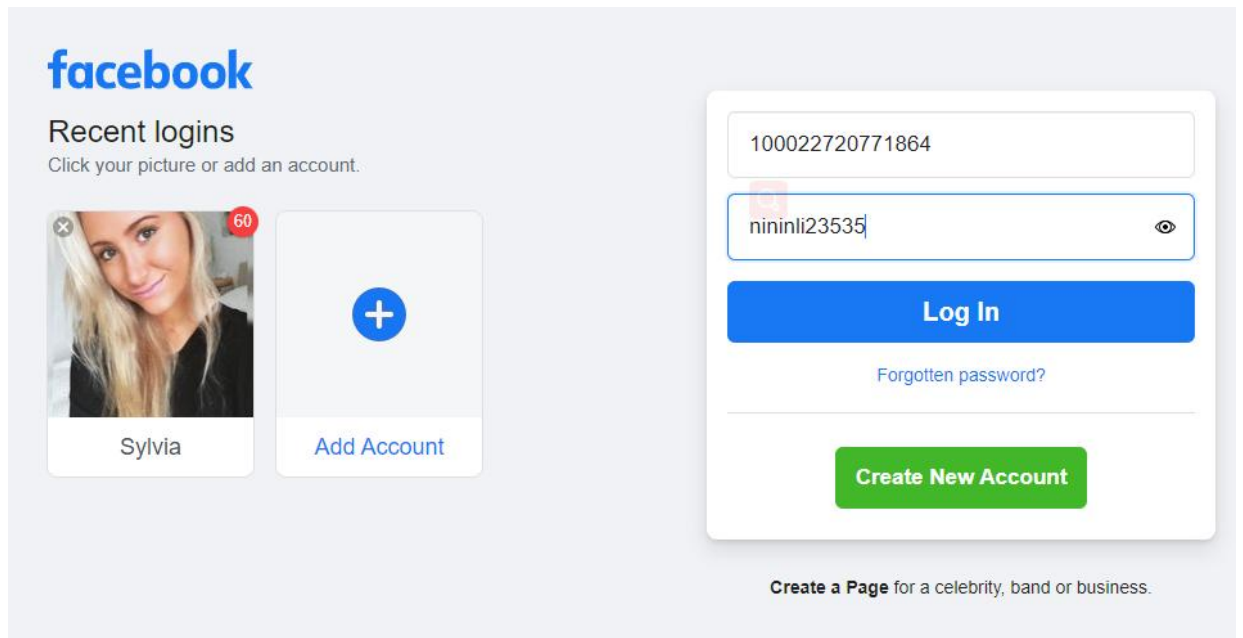 facebook
Recent logins
Click your picture or add an account.
60
Sylvia
Add Account
100022720771864
nininli23535
Log In
Forgotten password?
Create New Account
Create a Page for a celebrity, band or business.